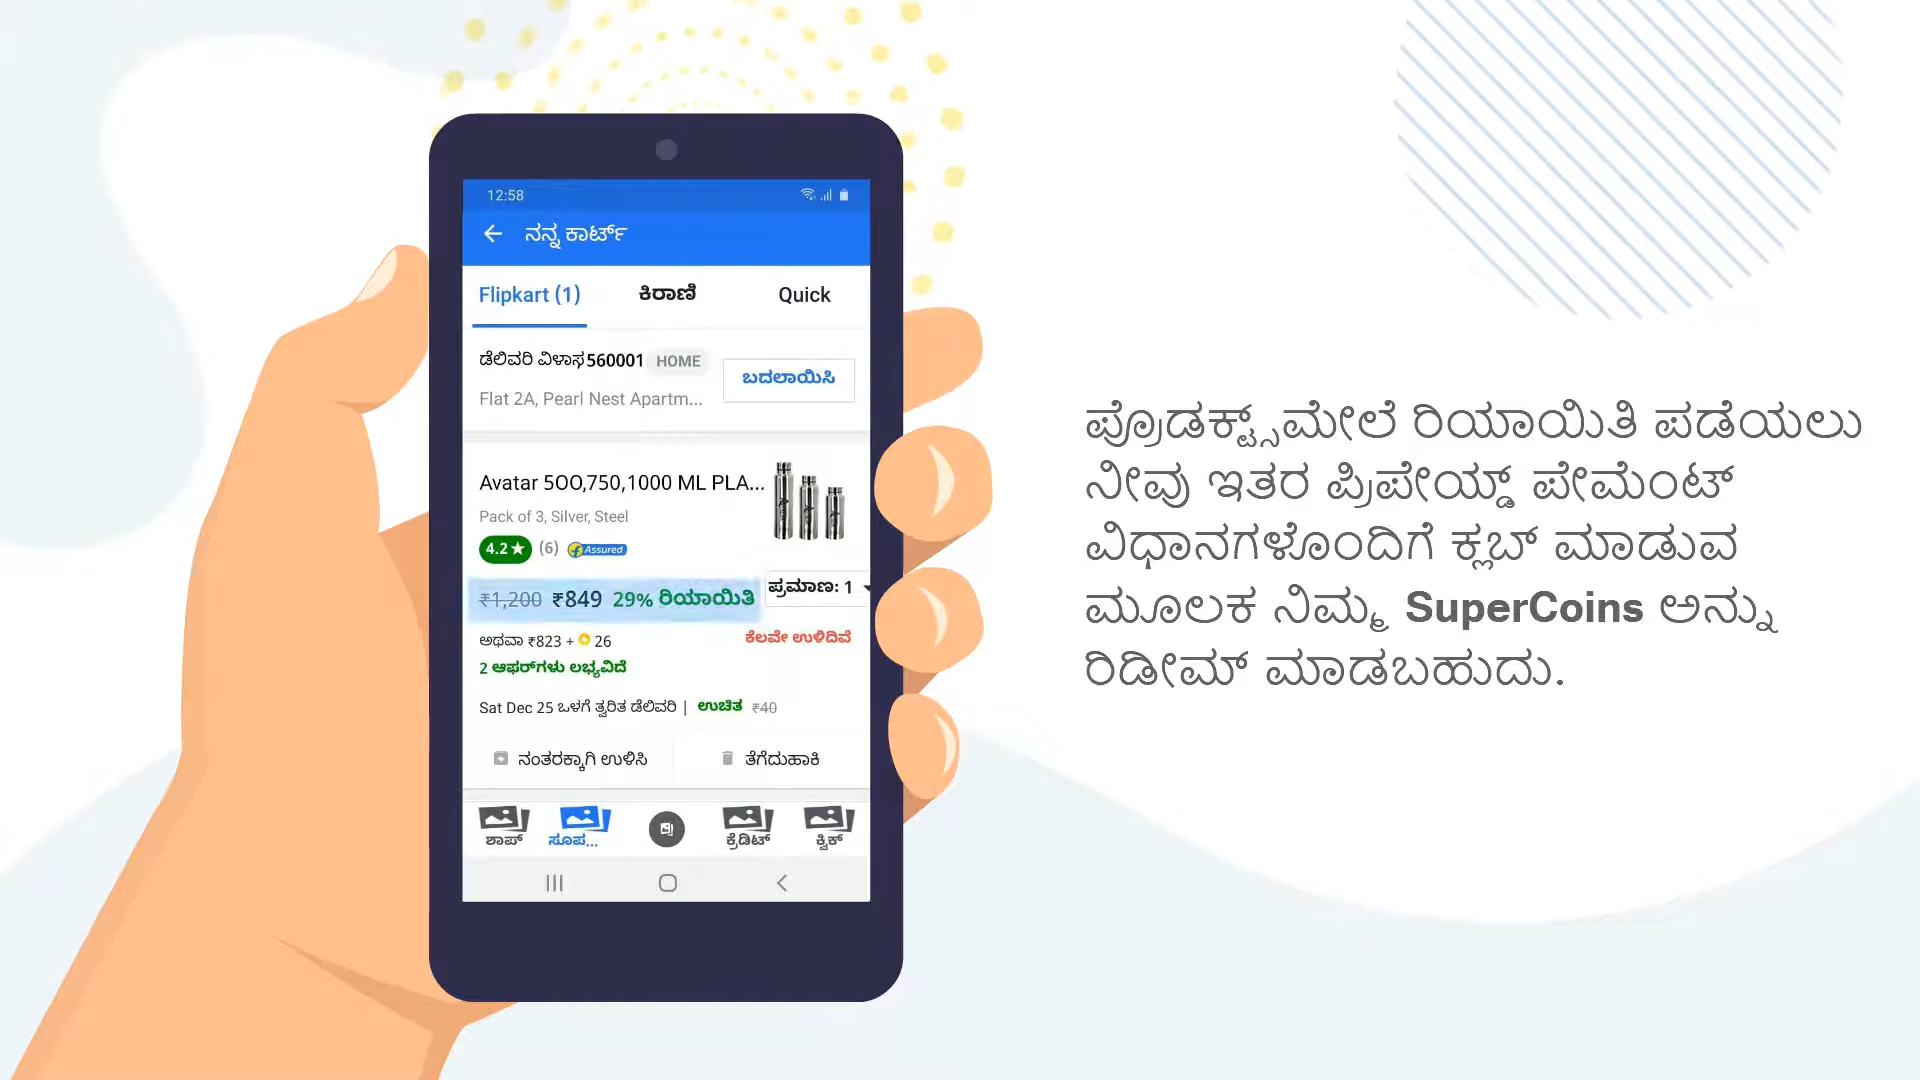 12:58
ನನ್ನ ಕಾರ್ಟ್
Flipkart (1) ಕಿರಾಣಿ Quick
ಡೆಲಿವರಿ ವಿಳಾಸ 560001 HOME ಬದಲಾಯಿಸಿ
Flat 2A, Pearl Nest Apartm...
Avatar 500,750,1000 ML PLA...
Pack of 3, Silver, Steel
4.2★ (6) Assured
₹1,200 ₹849 29% ರಿಯಾಯಿತಿ ಪ್ರಮಾಣ: 1
ಅಥವಾ ₹823 + 26 ಕೆಲವೇ ಉಳಿದಿವೆ
2 ಆಫರ್‌ಗಳು ಲಭ್ಯವಿದೆ
Sat Dec 25 ಒಳಗೆ ತ್ವರಿತ ಡೆಲಿವರಿ | ಉಚಿತ ₹40
ನಂತರಕ್ಕಾಗಿ ಉಳಿಸಿ ತೆಗೆದುಹಾಕಿ
ಶಾಪ್ ಸೂಪ... ಕ್ರೆಡಿಟ್ ಕ್ವಿಕ್
ಪ್ರೊಡಕ್ಟ್ಸ್‌ಮೇಲೆ ರಿಯಾಯಿತಿ ಪಡೆಯಲು
ನೀವು ಇತರ ಪ್ರಿಪೇಯ್ಡ್ ಪೇಮೆಂಟ್
ವಿಧಾನಗಳೊಂದಿಗೆ ಕ್ಲಬ್ ಮಾಡುವ
ಮೂಲಕ ನಿಮ್ಮ SuperCoins ಅನ್ನು
ರಿಡೀಮ್ ಮಾಡಬಹುದು.